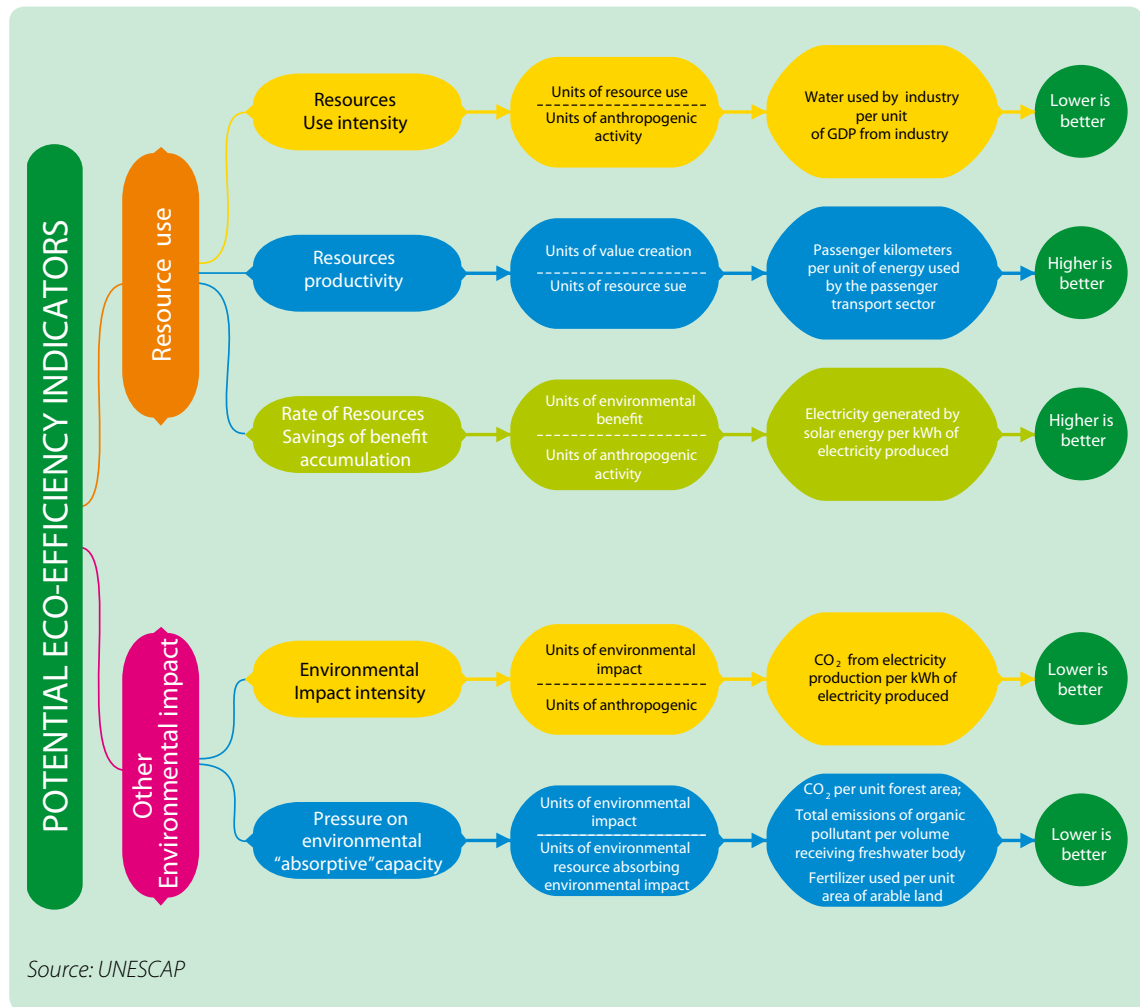 POTENTIAL ECO-EFFICIENCY INDICATORS
Resource use
Resources
Use intensity
Units of resource use
Units of anthropogenic
activity
Water used by industry
per unit
of GDP from industry
Lower is
better
Resources
productivity
Units of value creation
Units of resource sue
Passenger kilometers
per unit of energy used
by the passenger
transport sector
Higher is
better
Rate of Resources
Savings of benefit
accumulation
Units of environmental
benefit
Units of anthropogenic
activity
Electricity generated by
solar energy per kWh of
electricity produced
Higher is
better
Other
Environmental impact
Environmental
Impact intensity
Units of environmental
impact
Units of anthropogenic
CO₂ from electricity
production per kWh of
electricity produced
Lower is
better
Pressure on
environmental
“absorptive”capacity
Units of environmental
impact
Units of environmental
resource absorbing
environmental impact
CO₂ per unit forest area;
Total emissions of organic
pollutant per volume
receiving freshwater body
Fertilizer used per unit
area of arable land
Lower is
better
Source: UNESCAP